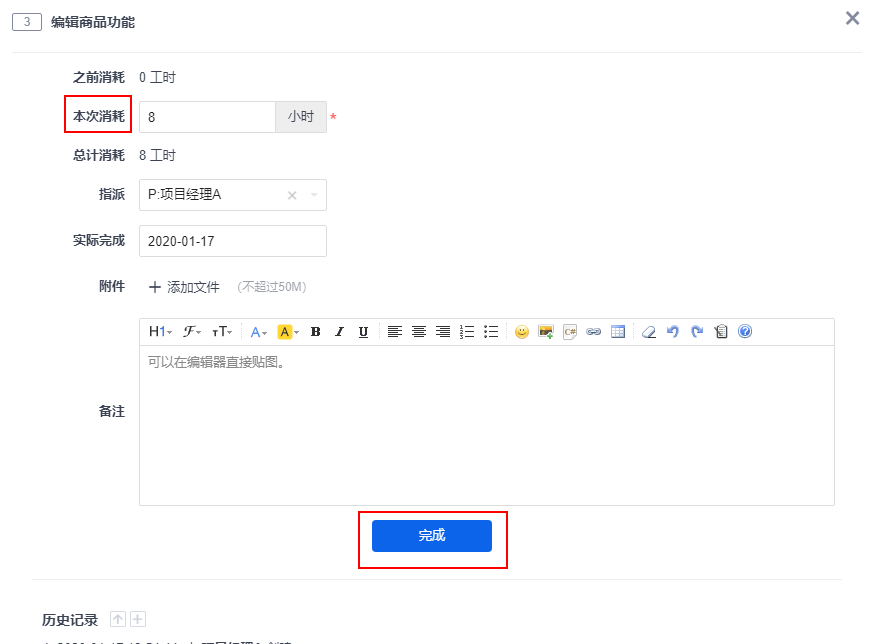 3 编辑商品功能
之前消耗 0 工时
本次消耗 8 小时 *
总计消耗 8 工时
指派 P:项目经理A
实际完成 2020-01-17
附件 添加文件 (不超过50M)
H1 ℱ тT A A B I U C#
可以在编辑器直接贴图。
备注
完成
历史记录